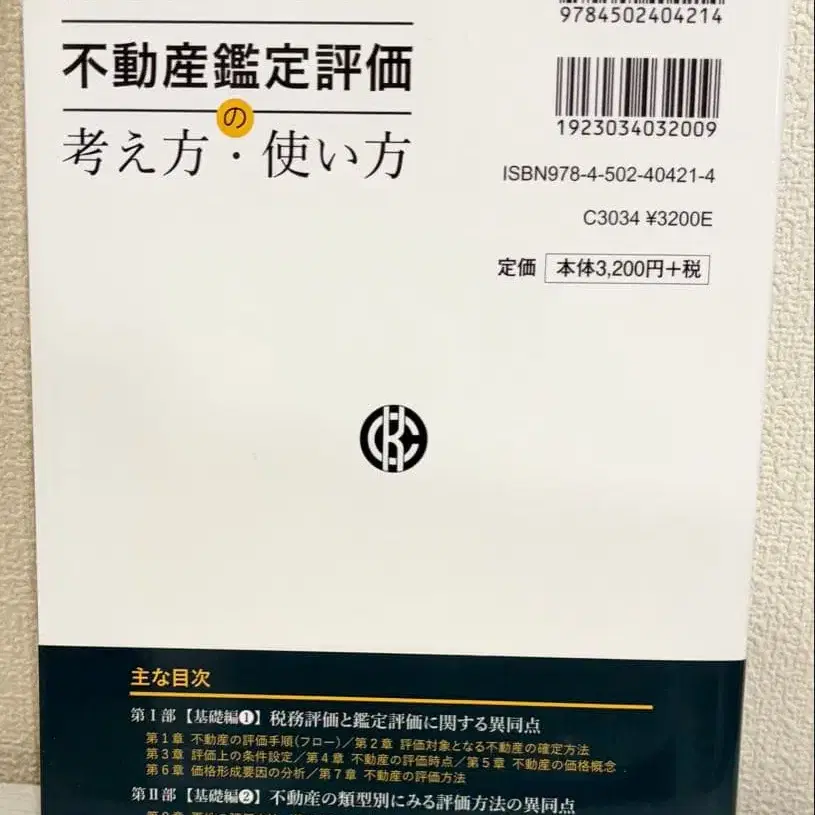 9784502404214
不動産鑑定評価
の
考え方・使い方
1923034032009
ISBN978-4-502-40421-4
C3034 ¥3200E
定価 本体3,200円+税
CK
主な目次
第Ⅰ部【基礎編❶】税務評価と鑑定評価に関する異同点
第1章 不動産の評価手順(フロー)/第2章 評価対象となる不動産の確定方法
第3章 評価上の条件設定/第4章 不動産の評価時点/第5章 不動産の価格概念
第6章 価格形成要因の分析/第7章 不動産の評価方法
第Ⅱ部【基礎編❷】不動産の類型別にみる評価方法の異同点